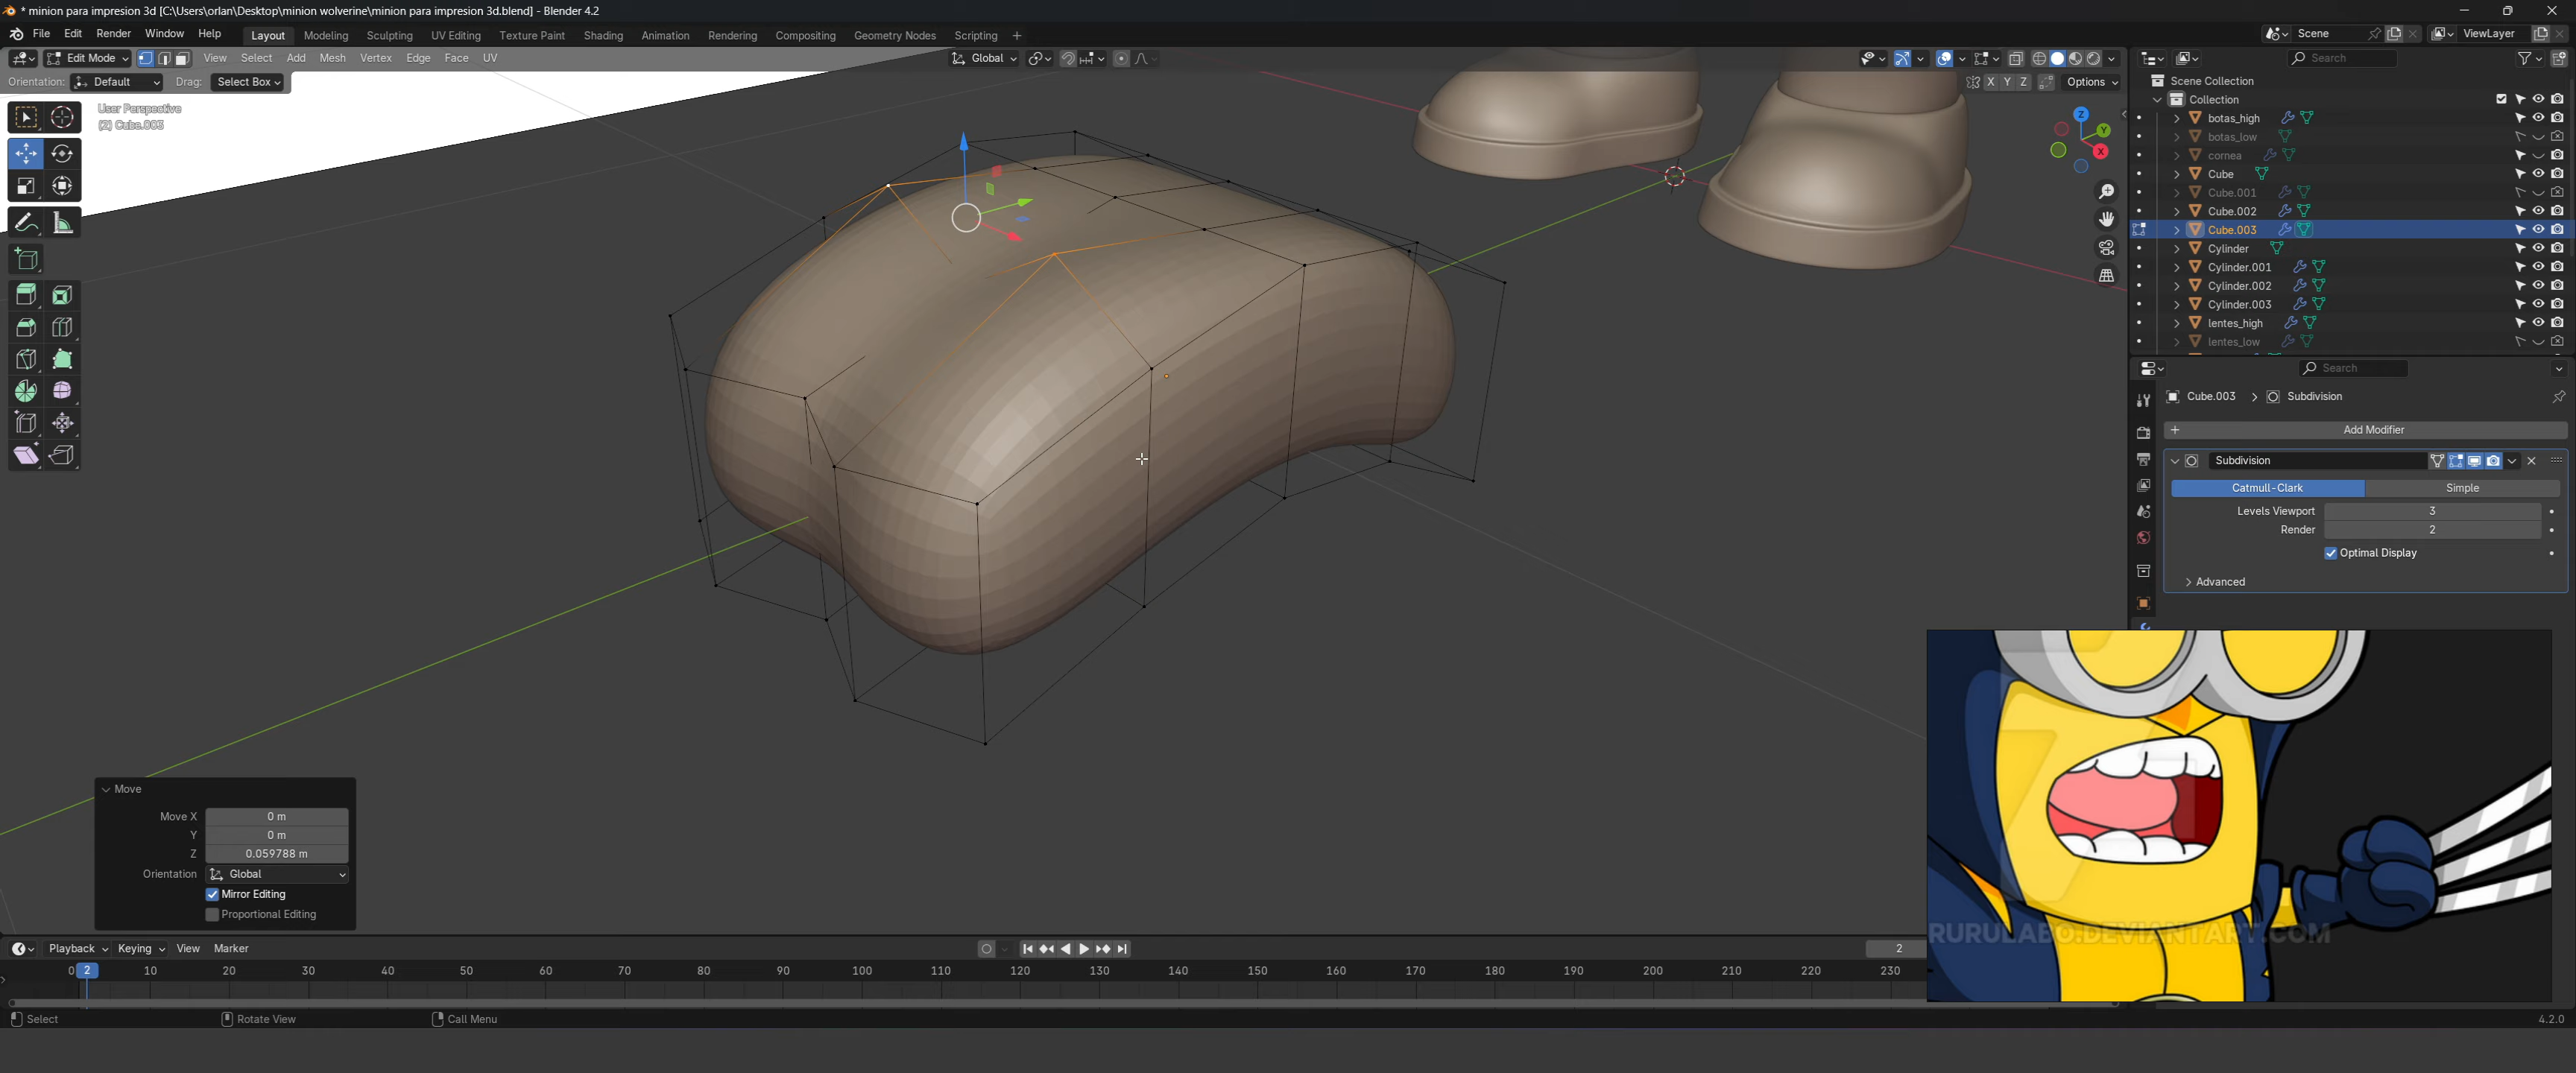 * minion para impresion 3d [C:\Users\orlan\Desktop\minion wolverine\minion para impresion 3d.blend] - Blender 4.2
File Edit Render Window Help Layout Modeling Sculpting UV Editing Texture Paint Shading Animation Rendering Compositing Geometry Nodes Scripting + Scene ViewLayer
Edit Mode View Select Add Mesh Vertex Edge Face UV Global Search
Orientation: Default Drag: Select Box X Y Z Options
User Perspective
(2) Cube.003
Z
Y
X
Scene Collection
Collection
botas_high
botas_low
cornea
Cube
Cube.001
Cube.002
Cube.003
Cylinder
Cylinder.001
Cylinder.002
Cylinder.003
lentes_high
lentes_low
Search
Cube.003 > Subdivision
+ Add Modifier
Subdivision
Catmull-Clark Simple
Levels Viewport 3
Render 2
Optimal Display
Advanced
RURULABO.DEVIANTART.COM
Move
Move X 0 m
Y 0 m
Z 0.059788 m
Orientation Global
Mirror Editing
Proportional Editing
Playback Keying View Marker 2
0 2 10 20 30 40 50 60 70 80 90 100 110 120 130 140 150 160 170 180 190 200 210 220 230
Select Rotate View Call Menu 4.2.0